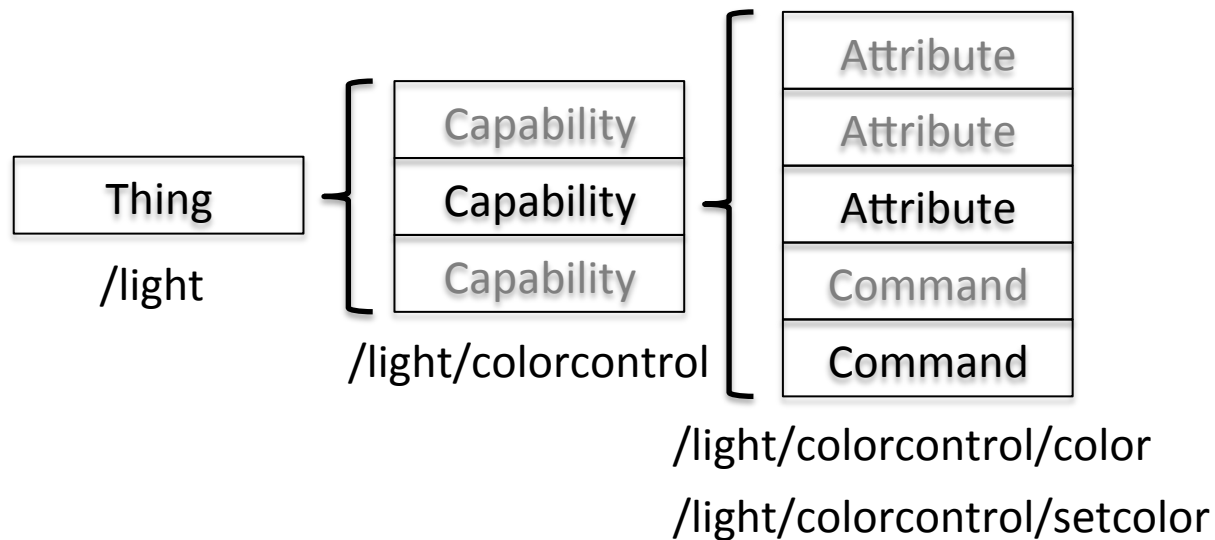 Thing
/light
Capability
Capability
Capability
/light/colorcontrol
Attribute
Attribute
Attribute
Command
Command
/light/colorcontrol/color
/light/colorcontrol/setcolor